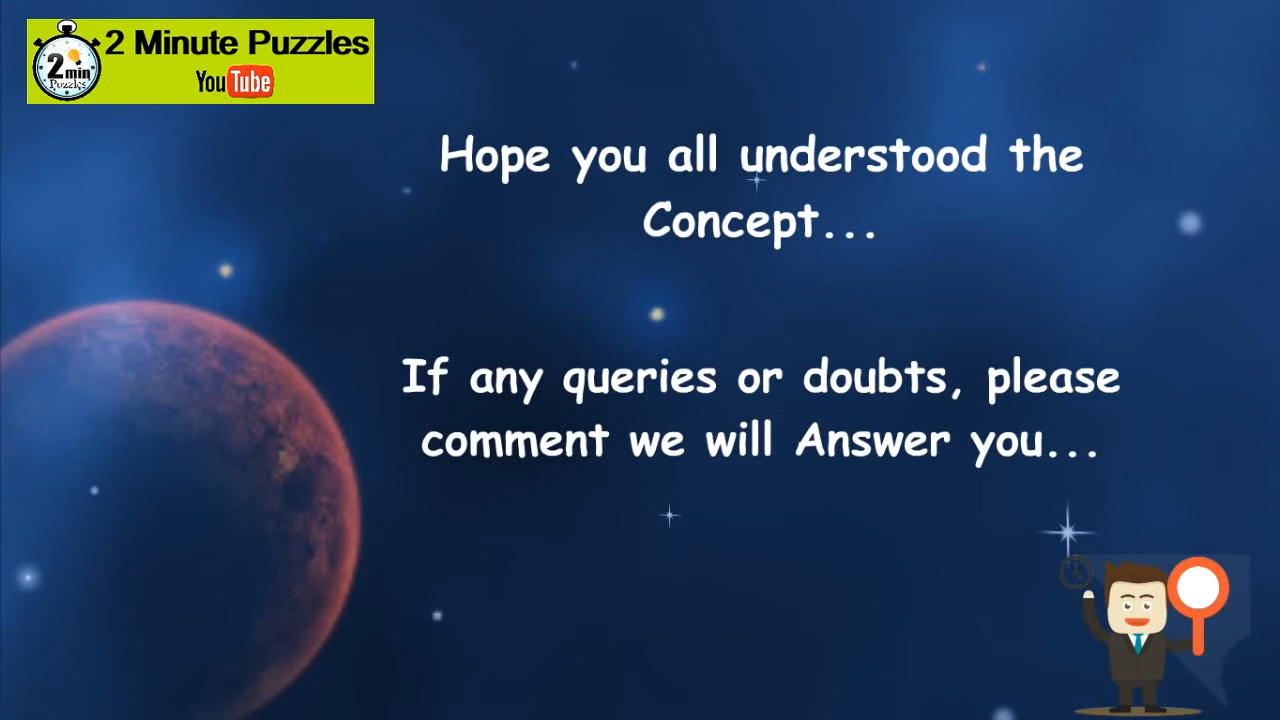 2 Minute Puzzles
2 min
Puzzles
YouTube
Hope you all understood the
Concept...
If any queries or doubts, please
comment we will Answer you...